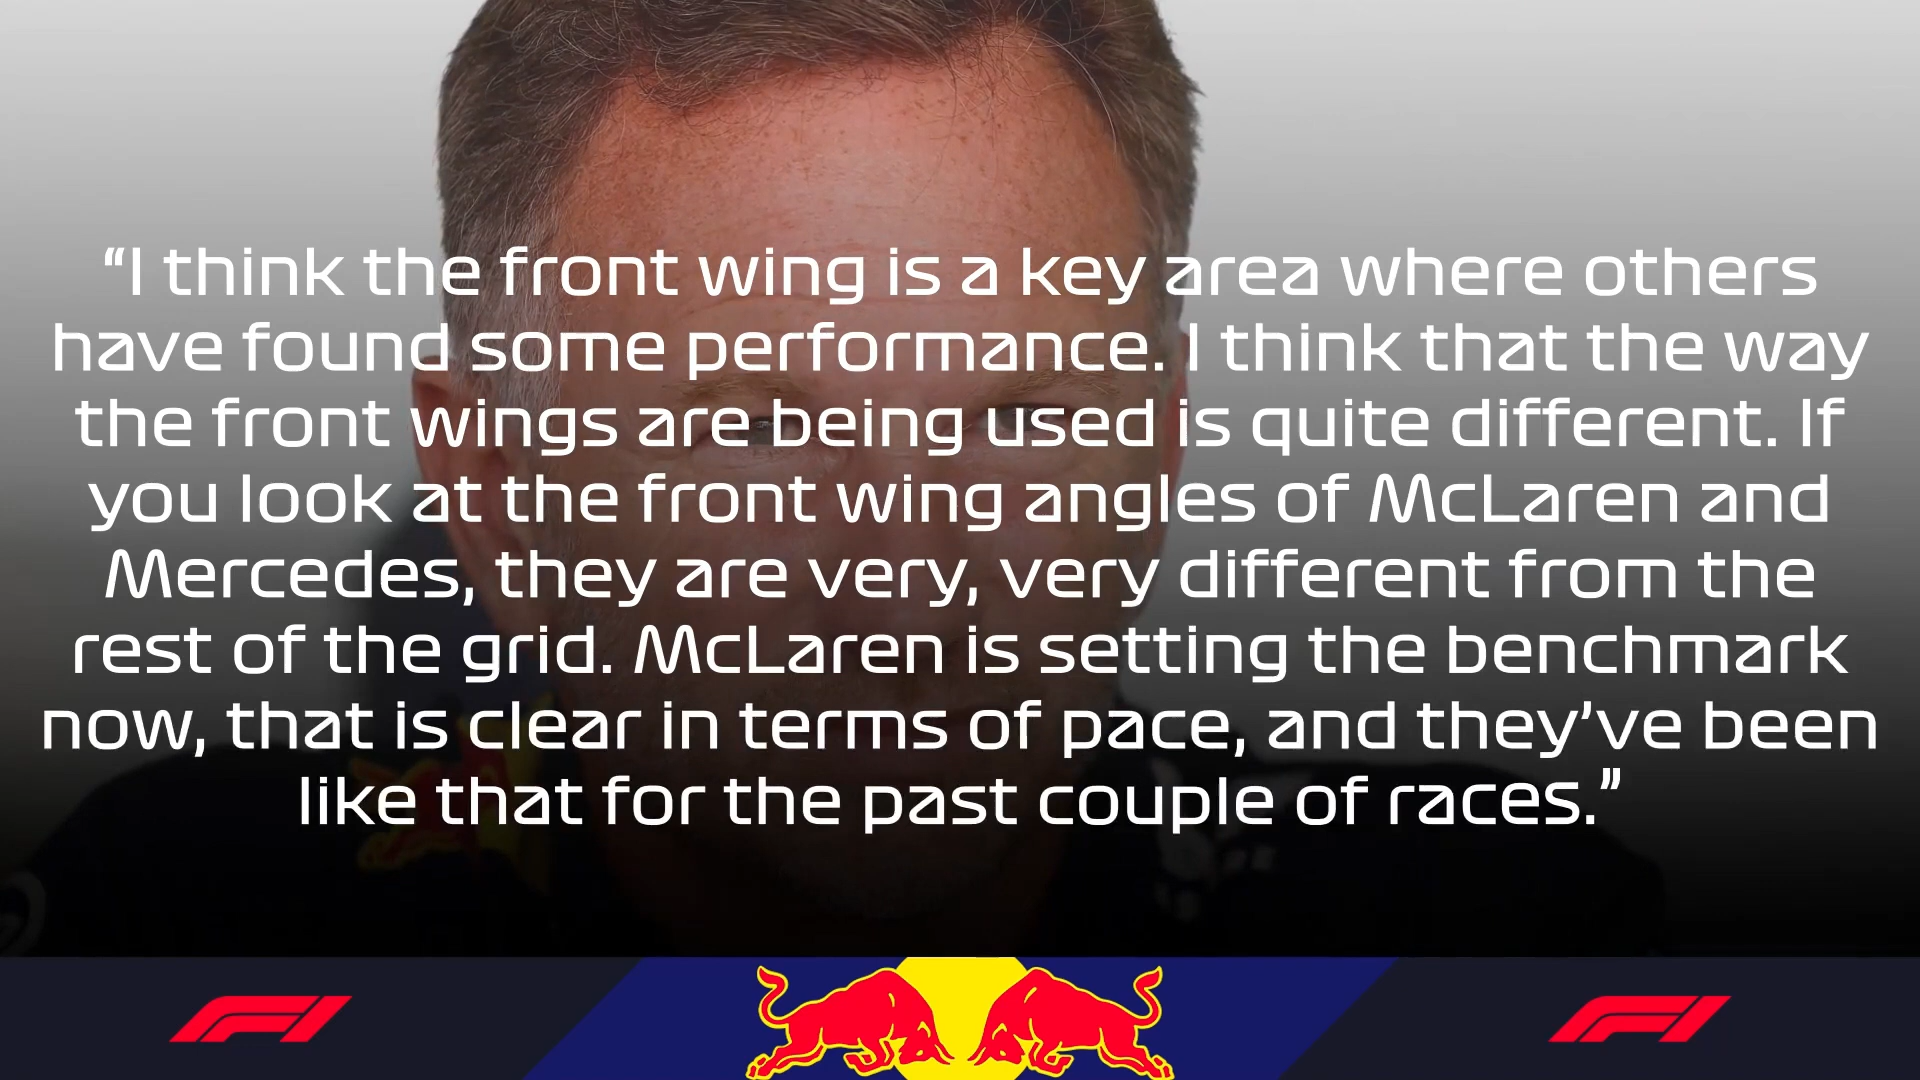 “I think the front wing is a key area where others
have found some performance. I think that the way
the front wings are being used is quite different. If
you look at the front wing angles of McLaren and
Mercedes, they are very, very different from the
rest of the grid. McLaren is setting the benchmark
now, that is clear in terms of pace, and they’ve been
like that for the past couple of races.”
F1 F1